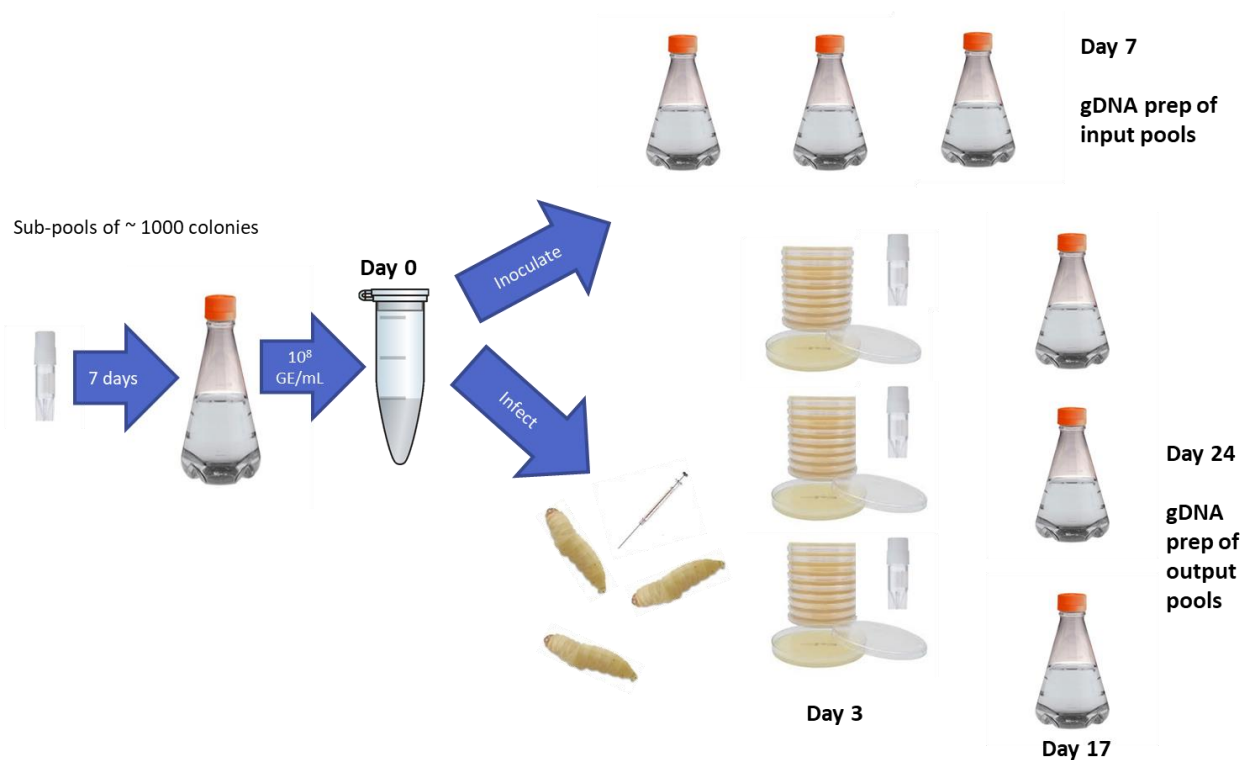 Day 7
gDNA prep of
input pools
Sub-pools of ~ 1000 colonies
Day 0
Inoculate
7 days
10⁸
GE/mL
Infect
Day 24
gDNA
prep of
output
pools
Day 3
Day 17